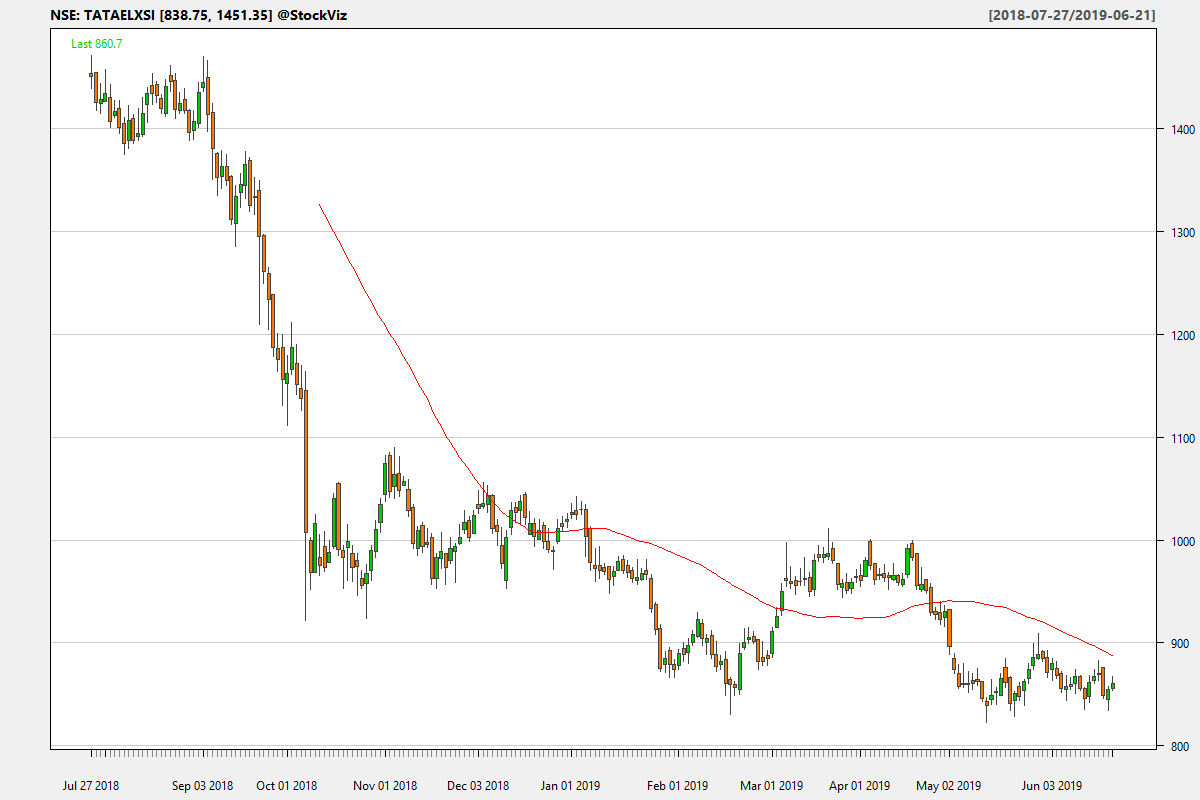 NSE: TATAELXSI [838.75, 1451.35] @StockViz [2018-07-27/2019-06-21]
Last 860.7
1400
1300
1200
1100
1000
900
800
Jul 27 2018 Sep 03 2018 Oct 01 2018 Nov 01 2018 Dec 03 2018 Jan 01 2019 Feb 01 2019 Mar 01 2019 Apr 01 2019 May 02 2019 Jun 03 2019